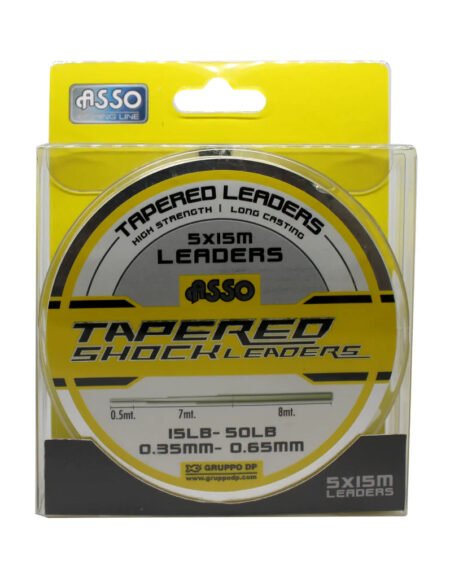 ASSO
FISHING LINE
TAPERED LEADERS
HIGH STRENGTH | LONG CASTING
5X15M
LEADERS
ASSO
TAPERED
SHOCK LEADERS
0.5mt. 7mt. 8mt.
15LB- 50LB
0.35MM- 0.65MM
GRUPPO DP
www.gruppodp.com
5X15M
LEADERS